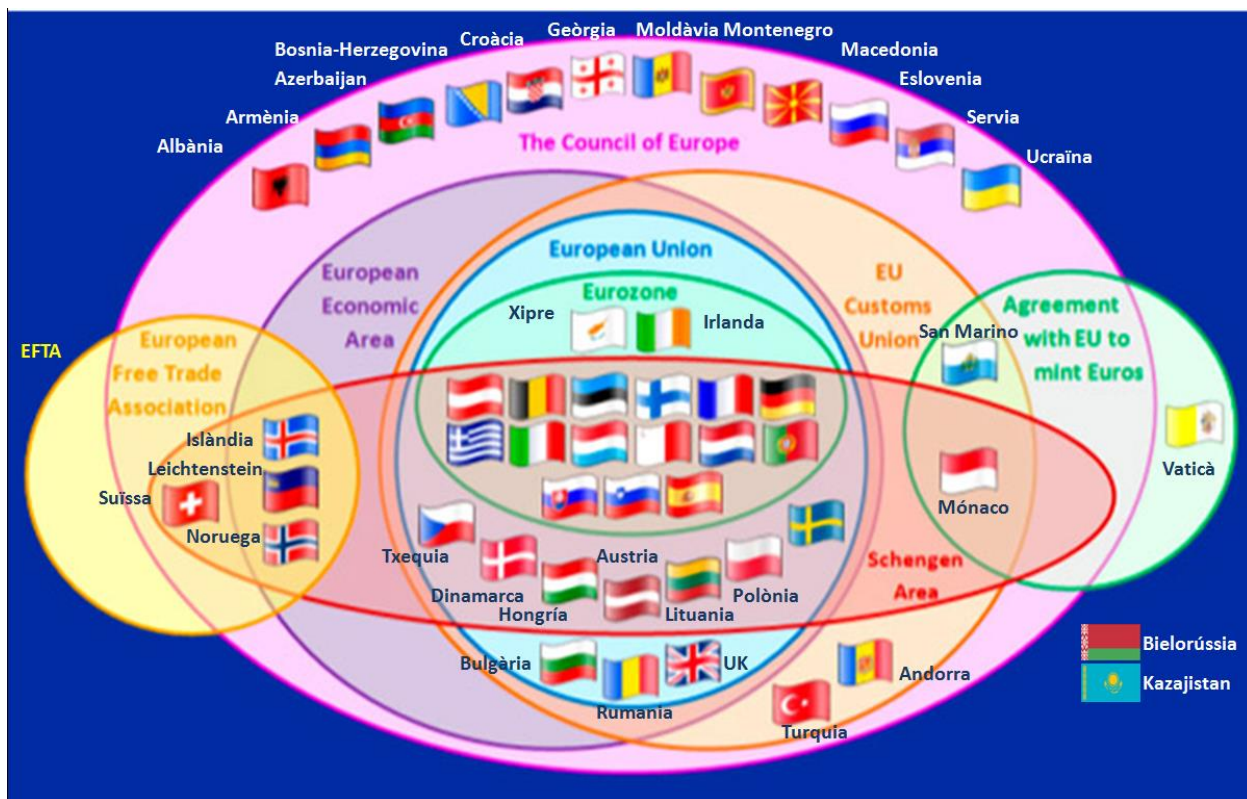 Geòrgia
Moldàvia Montenegro
Croàcia
Bosnia-Herzegovina
Macedonia
Azerbaijan
Eslovenia
Armènia
Servia
Albània
Ucraïna
The Council of Europe
European Union
European
Economic
Area
EU
Customs
Union
Eurozone
Xipre
Irlanda
Agreement
with EU to
mint Euros
San Marino
EFTA
European
Free Trade
Association
Islàndia
Leichtenstein
Suïssa
Noruega
Vaticà
Mónaco
Txequia
Austria
Dinamarca
Polònia
Hongría
Lituania
Schengen
Area
Bulgària
UK
Rumania
Andorra
Turquia
Bielorússia
Kazajistan